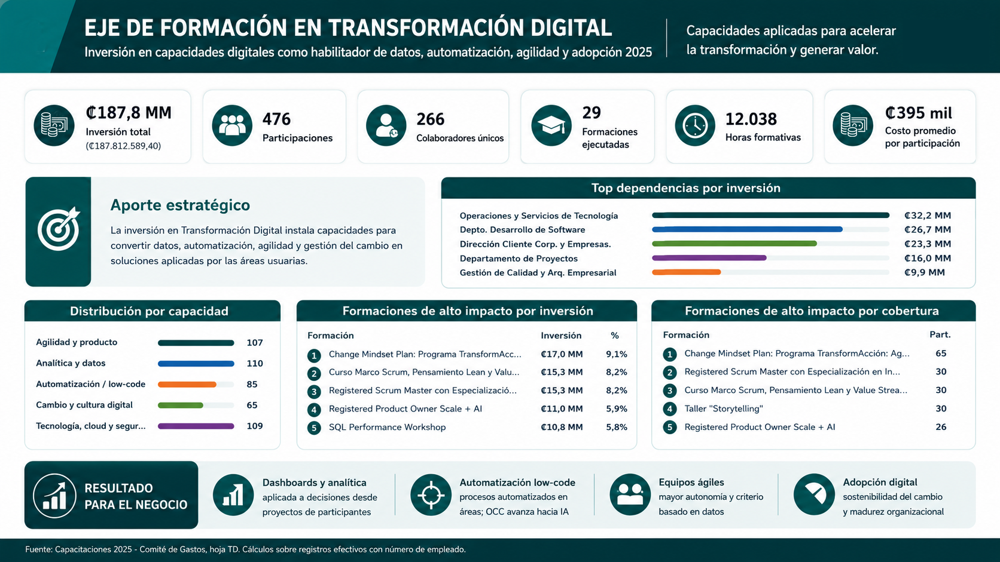 EJE DE FORMACIÓN EN TRANSFORMACIÓN DIGITAL
Inversión en capacidades digitales como habilitador de datos, automatización, agilidad y adopción 2025
Capacidades aplicadas para acelerar
la transformación y generar valor.
₡187,8 MM
Inversión total
(₡187.812.589,40)
476
Participaciones
266
Colaboradores únicos
29
Formaciones
ejecutadas
12.038
Horas formativas
₡395 mil
Costo promedio
por participación
Aporte estratégico
La inversión en Transformación Digital instala capacidades para
convertir datos, automatización, agilidad y gestión del cambio en
soluciones aplicadas por las áreas usuarias.
Top dependencias por inversión
Operaciones y Servicios de Tecnología ₡32,2 MM
Depto. Desarrollo de Software ₡26,7 MM
Dirección Cliente Corp. y Empresas. ₡23,3 MM
Departamento de Proyectos ₡16,0 MM
Gestión de Calidad y Arq. Empresarial ₡9,9 MM
Distribución por capacidad
Agilidad y producto 107
Analítica y datos 110
Automatización / low-code 85
Cambio y cultura digital 65
Tecnología, cloud y segur... 109
Formaciones de alto impacto por inversión
Formación Inversión %
1 Change Mindset Plan: Programa TransformAcc... ₡17,0 MM 9,1%
2 Curso Marco Scrum, Pensamiento Lean y Valu... ₡15,3 MM 8,2%
3 Registered Scrum Master con Especializació... ₡15,3 MM 8,2%
4 Registered Product Owner Scale + AI ₡11,0 MM 5,9%
5 SQL Performance Workshop ₡10,8 MM 5,8%
Formaciones de alto impacto por cobertura
Formación Part.
1 Change Mindset Plan: Programa TransformAcción: Ag... 65
2 Registered Scrum Master con Especialización en In... 30
3 Curso Marco Scrum, Pensamiento Lean y Value Strea... 30
4 Taller "Storytelling" 30
5 Registered Product Owner Scale + AI 26
RESULTADO
PARA EL NEGOCIO
Dashboards y analítica
aplicada a decisiones desde
proyectos de participantes
Automatización low-code
procesos automatizados en
áreas; OCC avanza hacia IA
Equipos ágiles
mayor autonomía y criterio
basado en datos
Adopción digital
sostenibilidad del cambio
y madurez organizacional
Fuente: Capacitaciones 2025 - Comité de Gastos, hoja TD. Cálculos sobre registros efectivos con número de empleado.